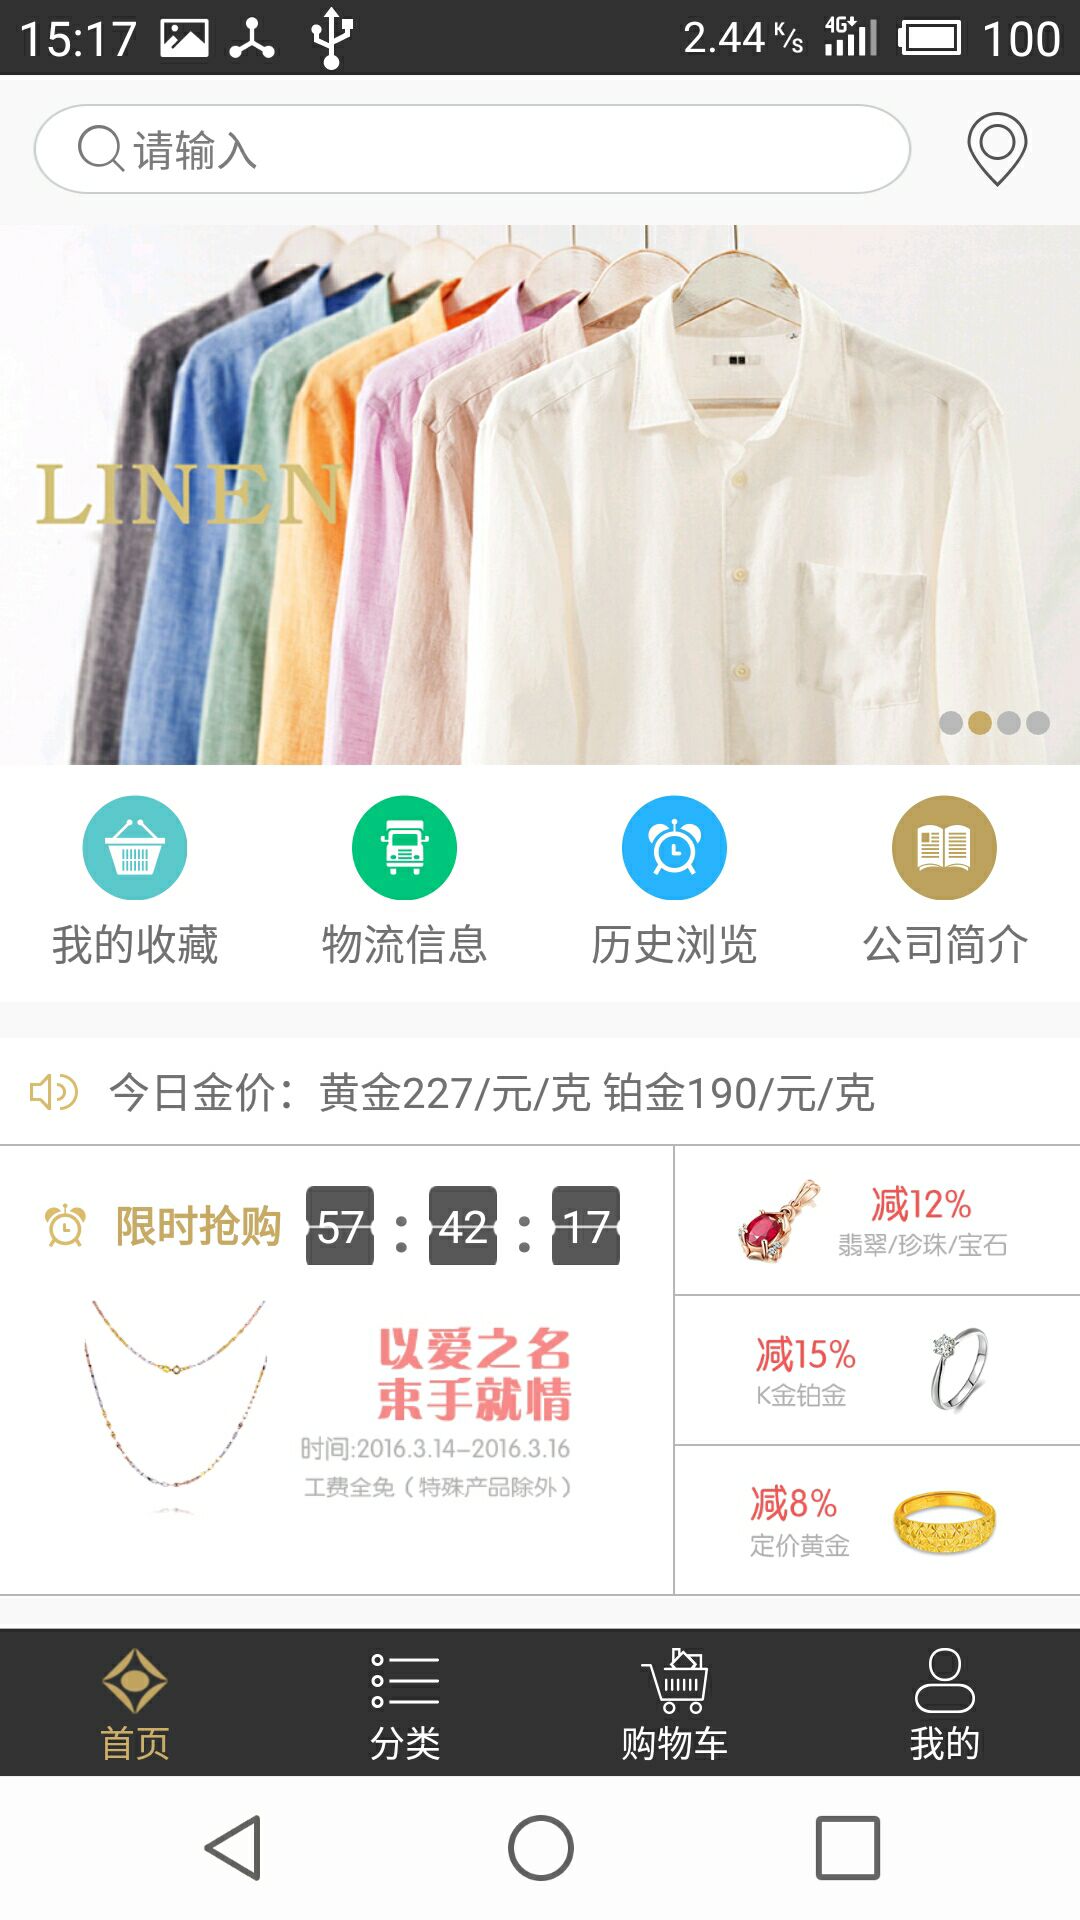 15:17
2.44 K/s 4G 100
请输入
LINEN
我的收藏 物流信息 历史浏览 公司简介
今日金价：黄金227/元/克 铂金190/元/克
限时抢购 57 : 42 : 17
以爱之名
束手就情
时间:2016.3.14-2016.3.16
工费全免（特殊产品除外）
减12%
翡翠/珍珠/宝石
减15%
K金铂金
减8%
定价黄金
首页 分类 购物车 我的